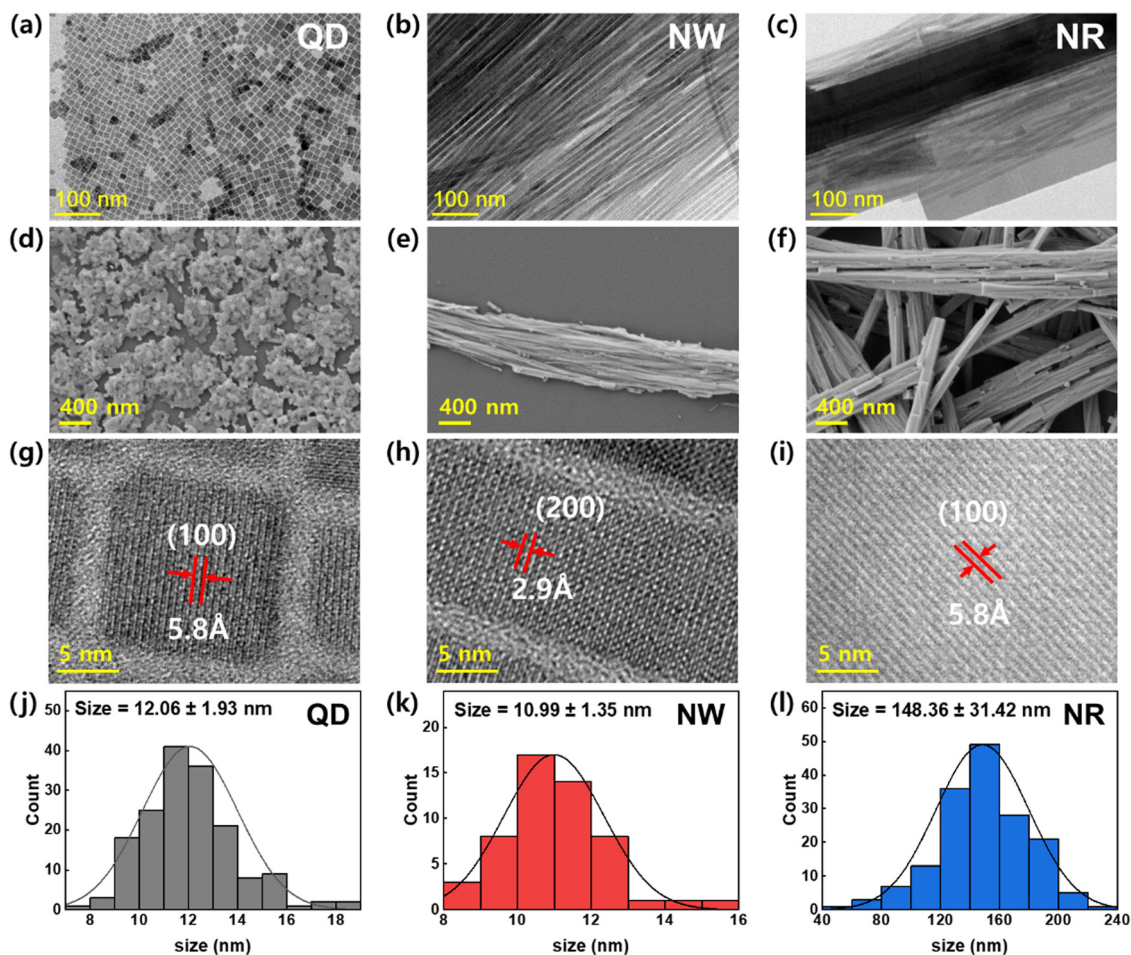 (a)
QD
100 nm
(b)
NW
100 nm
(c)
NR
100 nm
(d)
400 nm
(e)
400 nm
(f)
400 nm
(g)
(100)
5.8Å
5 nm
(h)
(200)
2.9Å
5 nm
(i)
(100)
5.8Å
5 nm
(j)
Size = 12.06 ± 1.93 nm
QD
50
40
30
20
10
0
Count
8 10 12 14 16 18
size (nm)
(k)
Size = 10.99 ± 1.35 nm
NW
20
15
10
5
0
Count
8 10 12 14 16
size (nm)
(l)
Size = 148.36 ± 31.42 nm
NR
60
50
40
30
20
10
0
Count
40 80 120 160 200 240
size (nm)